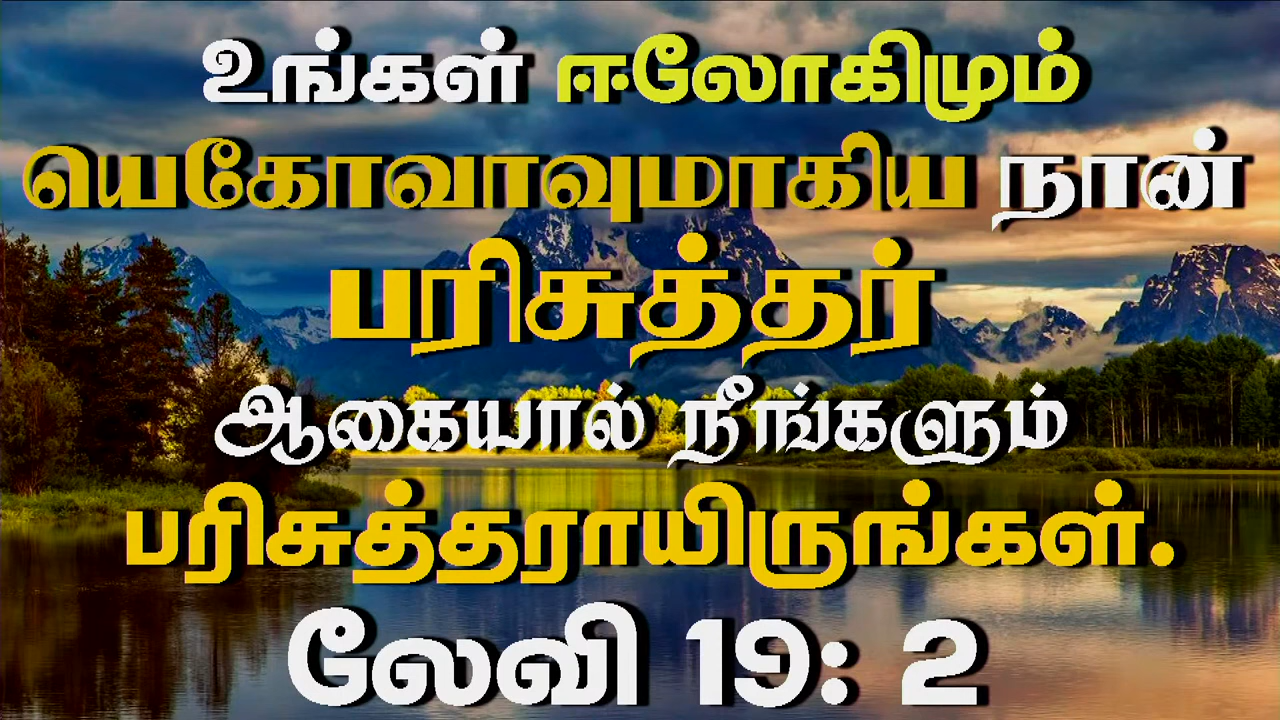 உங்கள் ஈலோகிமும்
யெகோவாவுமாகிய நான்
பரிசுத்தர்
ஆகையால் நீங்களும்
பரிசுத்தராயிருங்கள்.
லேவி 19: 2